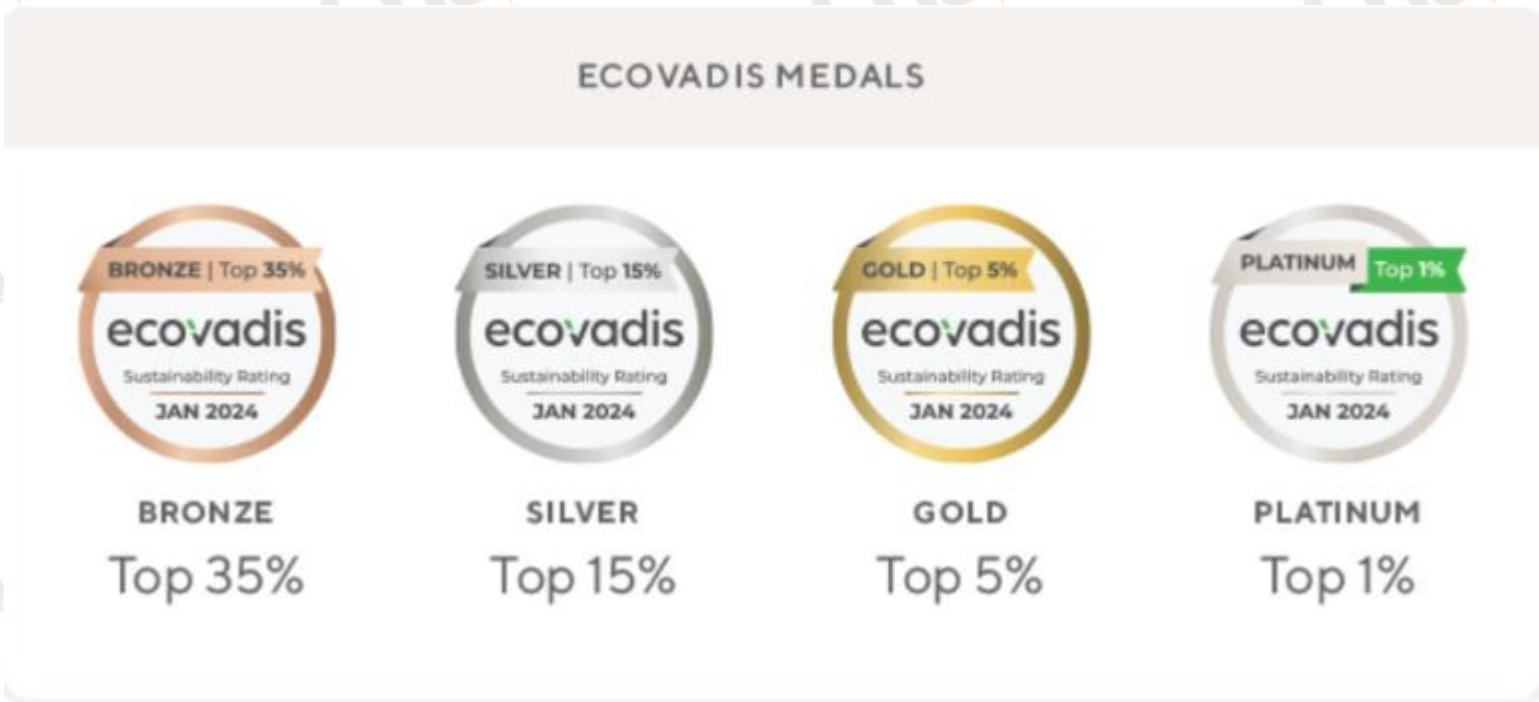 ECOVADIS MEDALS
BRONZE | Top 35%
ecovadis
Sustainability Rating
JAN 2024
BRONZE
Top 35%
SILVER | Top 15%
ecovadis
Sustainability Rating
JAN 2024
SILVER
Top 15%
GOLD | Top 5%
ecovadis
Sustainability Rating
JAN 2024
GOLD
Top 5%
PLATINUM Top 1%
ecovadis
Sustainability Rating
JAN 2024
PLATINUM
Top 1%